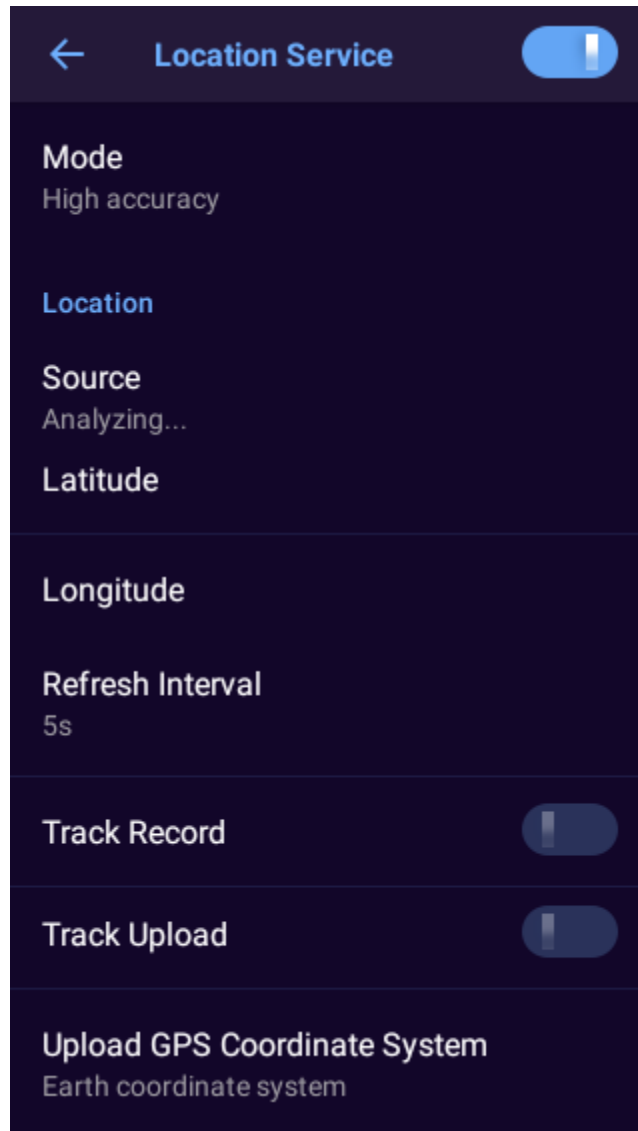 Location Service
Mode
High accuracy
Location
Source
Analyzing...
Latitude
Longitude
Refresh Interval
5s
Track Record
Track Upload
Upload GPS Coordinate System
Earth coordinate system